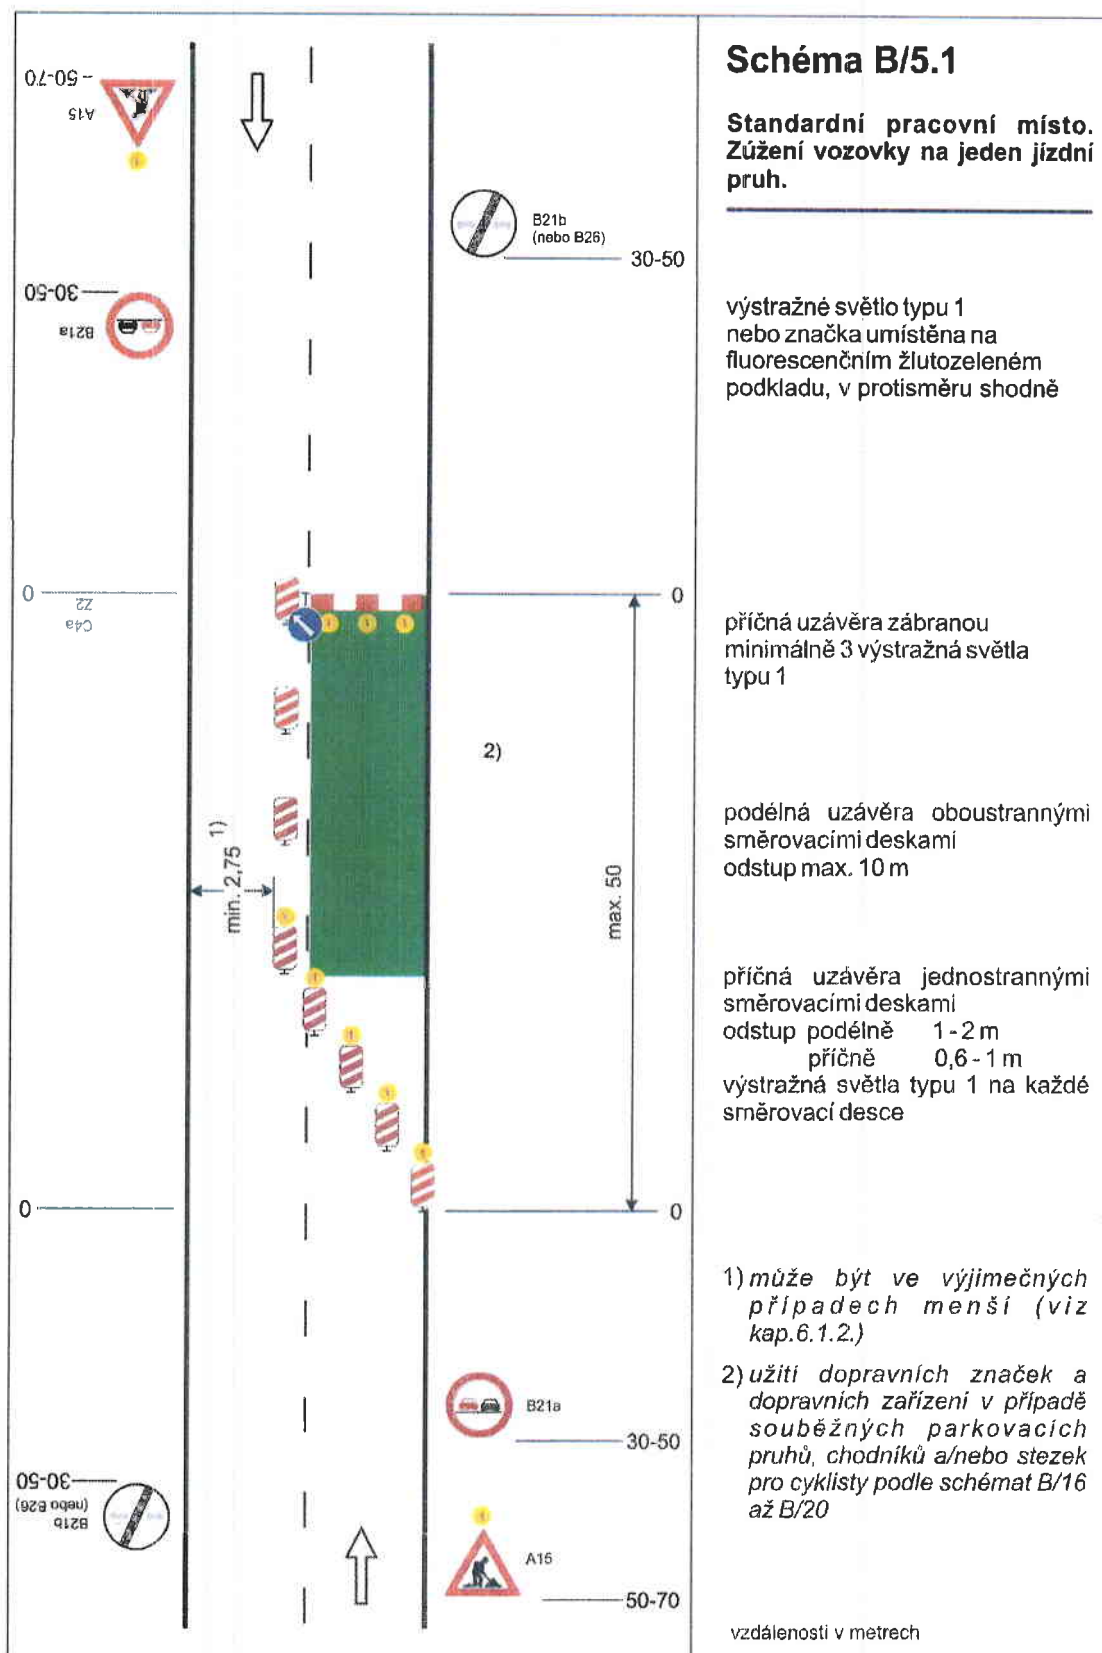 Schéma B/5.1
Standardní pracovní místo.
Zúžení vozovky na jeden jízdní
pruh.
50-70
A15
B21b
(nebo B26)
30-50
30-50
B21a
výstražné světlo typu 1
nebo značka umístěna na
fluorescenčním žlutozeleném
podkladu, v protisměru shodně
0
Z2
C4a
0
příčná uzávěra zábranou
minimálně 3 výstražná světla
typu 1
2)
podélná uzávěra oboustrannými
směrovacími deskami
odstup max. 10 m
min. 2,75 1)
max. 50
příčná uzávěra jednostrannými
směrovacími deskami
odstup podélně 1-2 m
příčně 0,6-1 m
výstražná světla typu 1 na každé
směrovací desce
0
0
1) může být ve výjimečných
případech menší (viz
kap.6.1.2.)
2) užití dopravních značek a
dopravních zařízení v případě
souběžných parkovacích
pruhů, chodníků a/nebo stezek
pro cyklisty podle schémat B/16
až B/20
B21a
30-50
30-50
B21b
(nebo B26)
A15
50-70
vzdálenosti v metrech